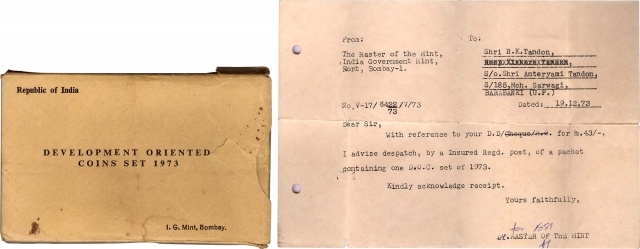 Republic of India
DEVELOPMENT ORIENTED
COINS SET 1973
I. G. Mint, Bombay.
From:
The Master of the Mint,
India Government Mint,
Fort, Bombay-1.
To:
Shri R.K.Tandon,
S/o.Shri Anteryami Tandon,
S/185,Moh. Sarwagi,
BARABANKI (U.P.)
No.V-17/6422/V/73
73
Dated: 19.12.73
Dear Sir,
With reference to your D.D/Cheque/M.O. for Rs.43/-,
I advise despatch, by a Insured Regd. post, of a packet
containing one D.O.C. set of 1973.
Kindly acknowledge receipt.
Yours faithfully,
DY.MASTER OF THE MINT